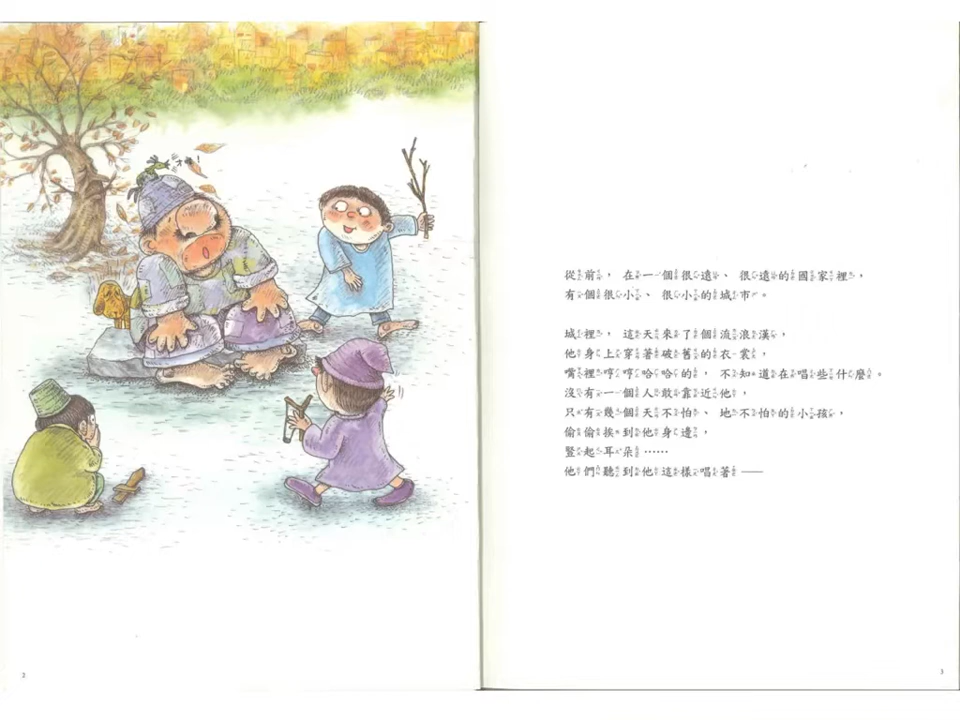 2
從前，在一個很遠、很遠的國家裡，
有個很小、很小的城市。
城裡，這天來了個流浪漢，
他身上穿著破舊的衣裳，
嘴裡哼哼哈哈的，不知道在唱些什麼。
沒有一個人敢靠近他，
只有幾個天不怕、地不怕的小孩，
偷偷挨到他身邊，
豎起耳朵……
他們聽到他這樣唱著——
3